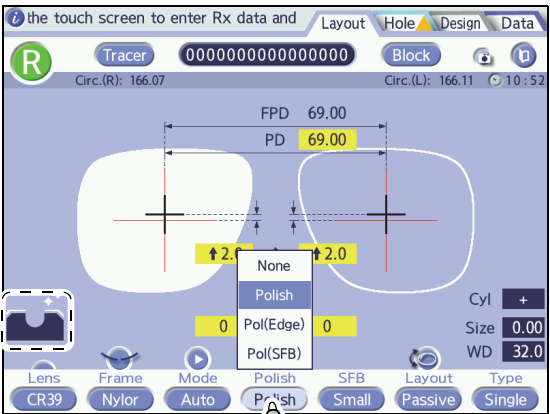 the touch screen to enter Rx data and
Layout
Hole
Design
Data
R
Tracer
0000000000000000
Block
Circ.(R): 166.07
Circ.(L): 166.11
10:52
FPD 69.00
PD 69.00
2.0
2.0
None
Polish
Pol(Edge)
Pol(SFB)
0
0
Cyl +
Size 0.00
WD 32.0
Lens Frame Mode Polish SFB Layout Type
CR39 Nylor Auto Polish Small Passive Single
A